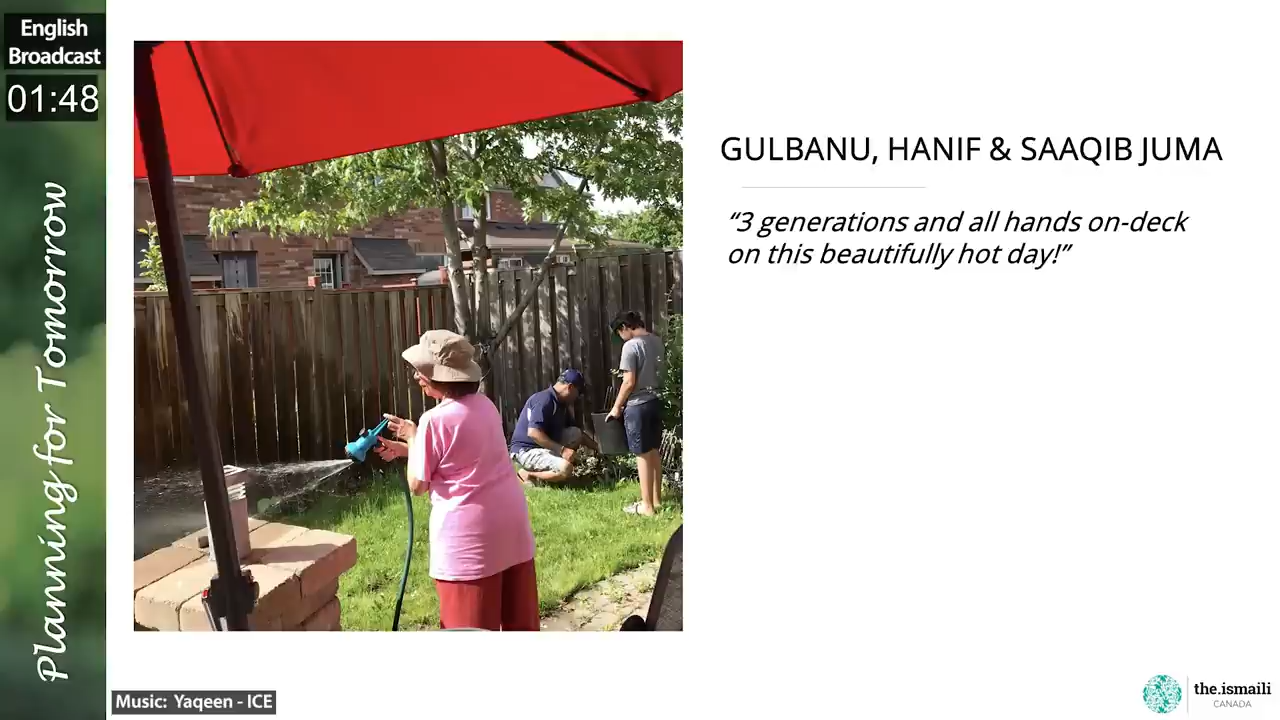 English
Broadcast
01:48
Planning for Tomorrow
GULBANU, HANIF & SAAQIB JUMA
“3 generations and all hands on-deck
on this beautifully hot day!”
Music: Yaqeen - ICE
the.ismaili
CANADA